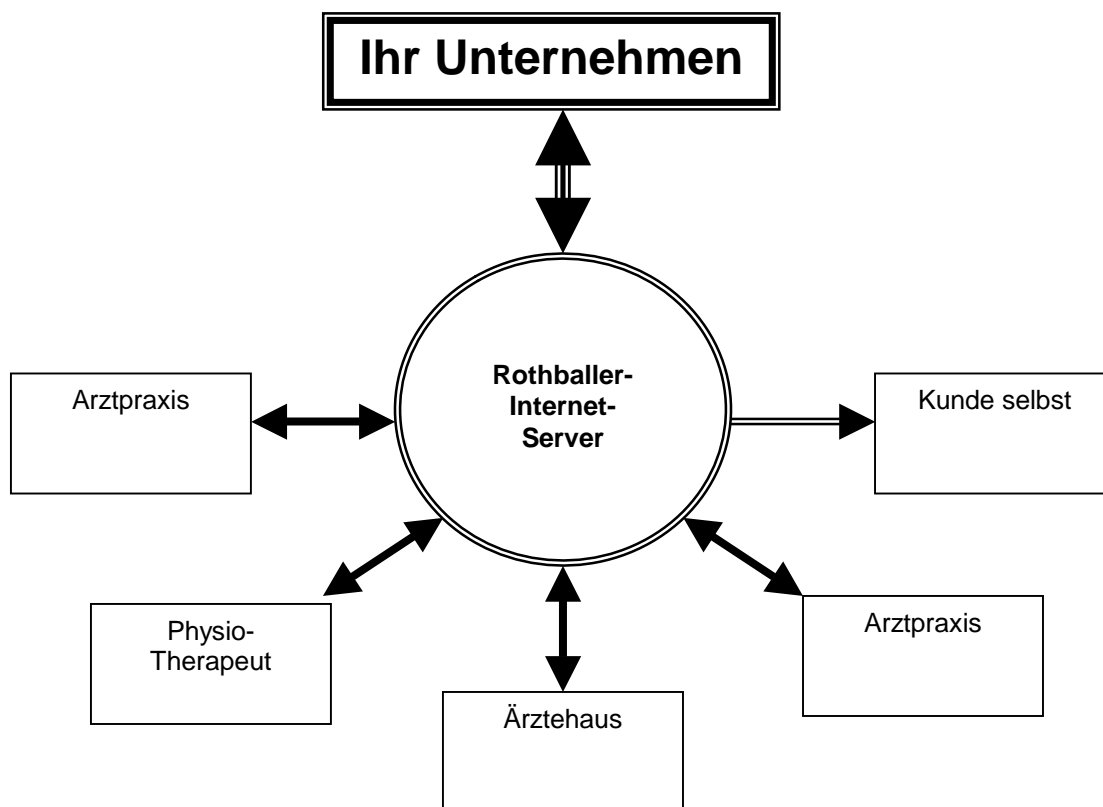 Ihr Unternehmen
Rothballer-
Internet-
Server
Arztpraxis
Kunde selbst
Physio-
Therapeut
Arztpraxis
Ärztehaus